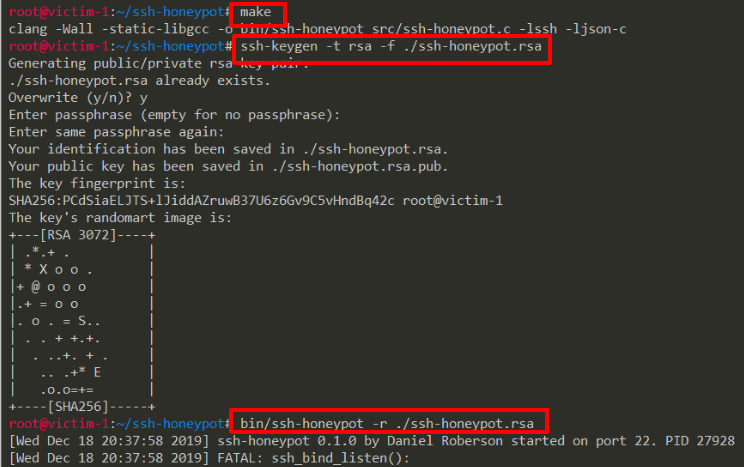 root@victim-1:~/ssh-honeypot# make
clang -Wall -static-libgcc -o bin/ssh-honeypot src/ssh-honeypot.c -lssh -ljson-c
root@victim-1:~/ssh-honeypot# ssh-keygen -t rsa -f ./ssh-honeypot.rsa
Generating public/private rsa key pair.
./ssh-honeypot.rsa already exists.
Overwrite (y/n)? y
Enter passphrase (empty for no passphrase):
Enter same passphrase again:
Your identification has been saved in ./ssh-honeypot.rsa.
Your public key has been saved in ./ssh-honeypot.rsa.pub.
The key fingerprint is:
SHA256:PCdSiaELJTS+lJiddAZruwB37U6z6Gv9C5vHndBq42c root@victim-1
The key's randomart image is:
+---[RSA 3072]----+
| .*.+ .          |
| * X o o .       |
|+ @ o o o        |
|.+ = o o         |
|. o . = S..      |
| . . + +.+.      |
|  . ..+. + .     |
|   .. .+* E      |
|   .o.o=+=       |
+----[SHA256]-----+
root@victim-1:~/ssh-honeypot# bin/ssh-honeypot -r ./ssh-honeypot.rsa
[Wed Dec 18 20:37:58 2019] ssh-honeypot 0.1.0 by Daniel Roberson started on port 22. PID 27928
[Wed Dec 18 20:37:58 2019] FATAL: ssh_bind_listen():